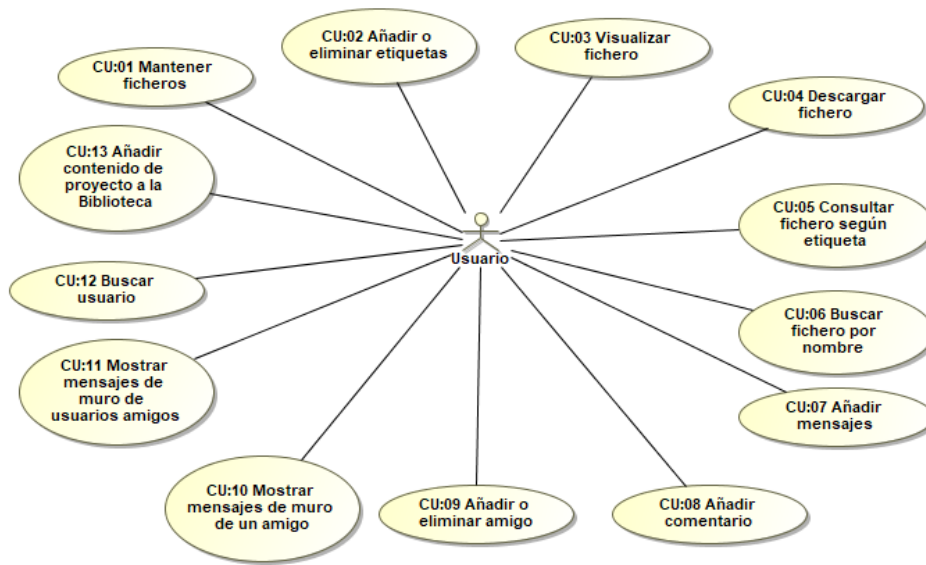 CU:02 Añadir o
eliminar etiquetas
CU:03 Visualizar
fichero
CU:01 Mantener
ficheros
CU:04 Descargar
fichero
CU:13 Añadir
contenido de
proyecto a la
Biblioteca
CU:05 Consultar
fichero según
etiqueta
Usuario
CU:12 Buscar
usuario
CU:06 Buscar
fichero por
nombre
CU:11 Mostrar
mensajes de
muro de
usuarios amigos
CU:07 Añadir
mensajes
CU:10 Mostrar
mensajes de muro
de un amigo
CU:09 Añadir o
eliminar amigo
CU:08 Añadir
comentario